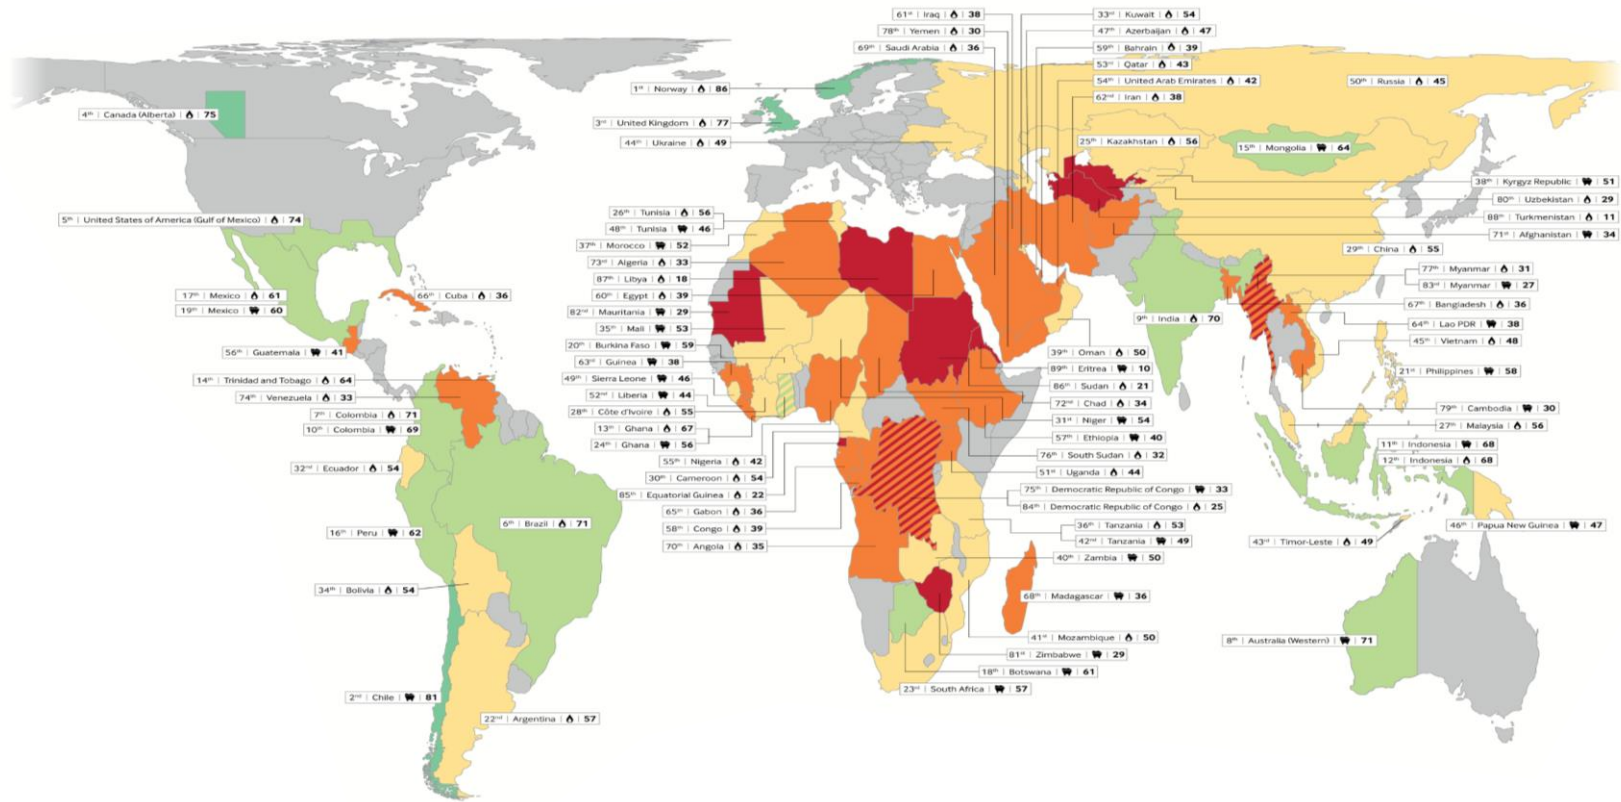 61st | Iraq | 38
78th | Yemen | 30
69th | Saudi Arabia | 36
33rd | Kuwait | 54
47th | Azerbaijan | 47
59th | Bahrain | 39
53rd | Qatar | 43
54th | United Arab Emirates | 42
62nd | Iran | 38
50th | Russia | 45
1st | Norway | 86
4th | Canada (Alberta) | 75
3rd | United Kingdom | 77
44th | Ukraine | 49
25th | Kazakhstan | 56
15th | Mongolia | 64
38th | Kyrgyz Republic | 51
80th | Uzbekistan | 29
88th | Turkmenistan | 11
71st | Afghanistan | 34
5th | United States of America (Gulf of Mexico) | 74
26th | Tunisia | 56
48th | Tunisia | 46
37th | Morocco | 52
73rd | Algeria | 33
87th | Libya | 18
60th | Egypt | 39
82nd | Mauritania | 29
35th | Mali | 53
20th | Burkina Faso | 59
63rd | Guinea | 38
49th | Sierra Leone | 46
52nd | Liberia | 44
28th | Côte d'Ivoire | 55
13th | Ghana | 67
24th | Ghana | 56
55th | Nigeria | 42
30th | Cameroon | 54
85th | Equatorial Guinea | 22
65th | Gabon | 36
58th | Congo | 39
70th | Angola | 35
29th | China | 55
77th | Myanmar | 31
83rd | Myanmar | 27
67th | Bangladesh | 36
64th | Lao PDR | 38
45th | Vietnam | 48
21st | Philippines | 58
79th | Cambodia | 30
27th | Malaysia | 56
11th | Indonesia | 68
12th | Indonesia | 68
9th | India | 70
17th | Mexico | 61
19th | Mexico | 60
66th | Cuba | 36
56th | Guatemala | 41
14th | Trinidad and Tobago | 64
74th | Venezuela | 33
7th | Colombia | 71
10th | Colombia | 69
32nd | Ecuador | 54
6th | Brazil | 71
16th | Peru | 62
34th | Bolivia | 54
2nd | Chile | 81
22nd | Argentina | 57
39th | Oman | 50
89th | Eritrea | 10
86th | Sudan | 21
72nd | Chad | 34
31st | Niger | 54
57th | Ethiopia | 40
76th | South Sudan | 32
51st | Uganda | 44
75th | Democratic Republic of Congo | 33
84th | Democratic Republic of Congo | 25
36th | Tanzania | 53
42nd | Tanzania | 49
40th | Zambia | 50
68th | Madagascar | 36
41st | Mozambique | 50
81st | Zimbabwe | 29
18th | Botswana | 61
23rd | South Africa | 57
46th | Papua New Guinea | 47
43rd | Timor-Leste | 49
8th | Australia (Western) | 71